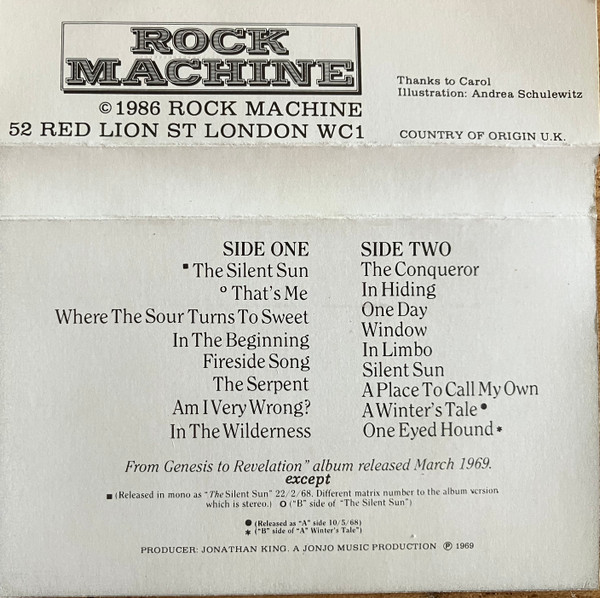 ROCK
MACHINE
©1986 ROCK MACHINE
52 RED LION ST LONDON WC1
Thanks to Carol
Illustration: Andrea Schulewitz
COUNTRY OF ORIGIN U.K.
SIDE ONE
▪ The Silent Sun
o That's Me
Where The Sour Turns To Sweet
In The Beginning
Fireside Song
The Serpent
Am I Very Wrong?
In The Wilderness
SIDE TWO
The Conqueror
In Hiding
One Day
Window
In Limbo
Silent Sun
A Place To Call My Own
A Winter's Tale ●
One Eyed Hound *
From Genesis to Revelation" album released March 1969.
except
■ (Released in mono as "The Silent Sun" 22/2/68. Different matrix number to the album version
which is stereo.) O ("B" side of "The Silent Sun")
● (Released as "A" side 10/5/68)
* ("B" side of "A" Winter's Tale")
PRODUCER: JONATHAN KING. A JONJO MUSIC PRODUCTION ℗ 1969